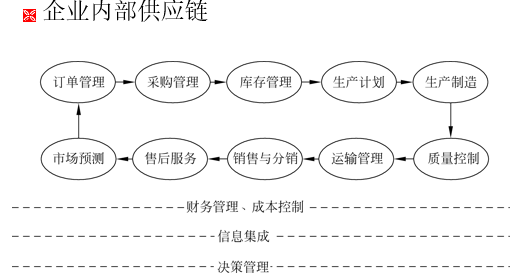 企业内部供应链
订单管理 采购管理 库存管理 生产计划 生产制造
市场预测 售后服务 销售与分销 运输管理 质量控制
财务管理、成本控制
信息集成
决策管理